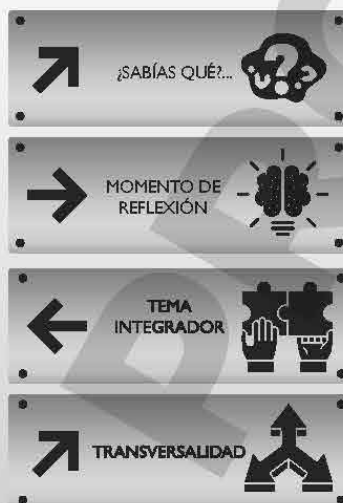 ¿SABÍAS QUÉ?...
MOMENTO DE
REFLEXIÓN
TEMA
INTEGRADOR
TRANSVERSALIDAD